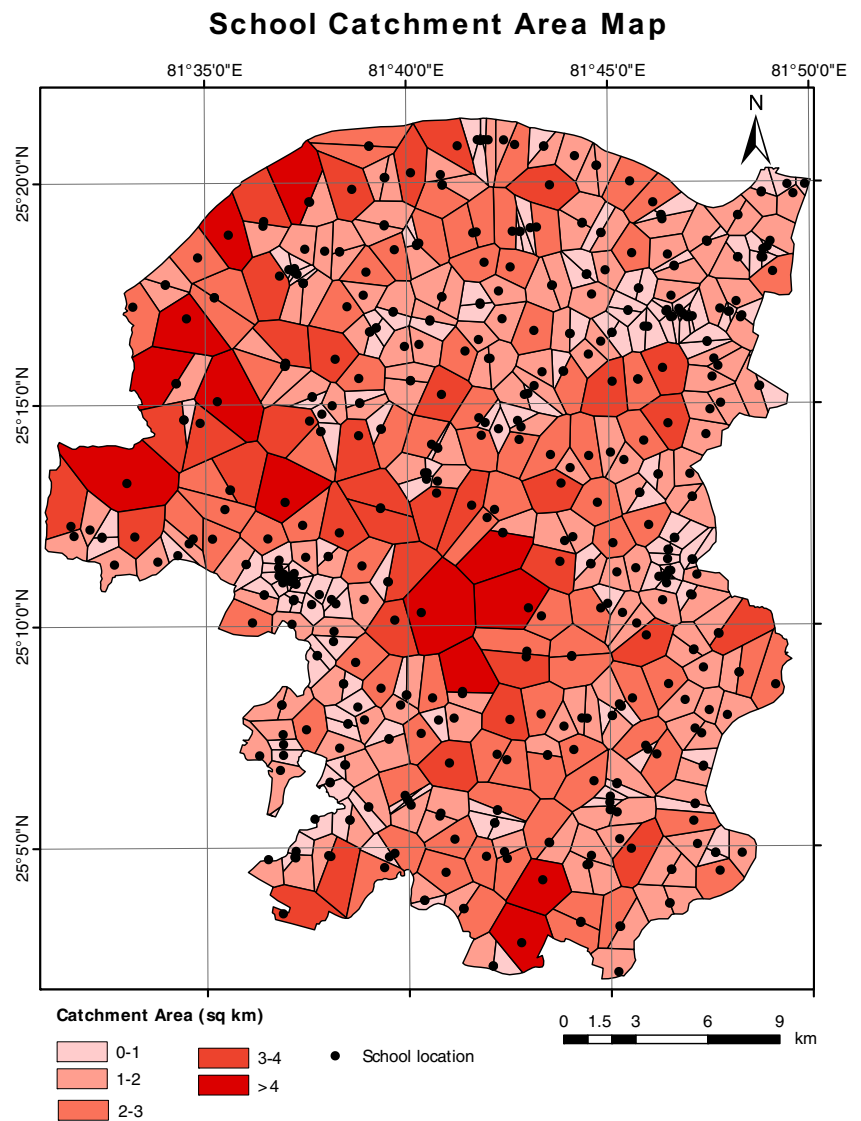 School Catchment Area Map
81°35'0"E 81°40'0"E 81°45'0"E 81°50'0"E
N
25°20'0"N
25°15'0"N
25°10'0"N
25°5'0"N
Catchment Area (sq km)
0-1
1-2
2-3
3-4
>4
School location
0 1.5 3 6 9
km